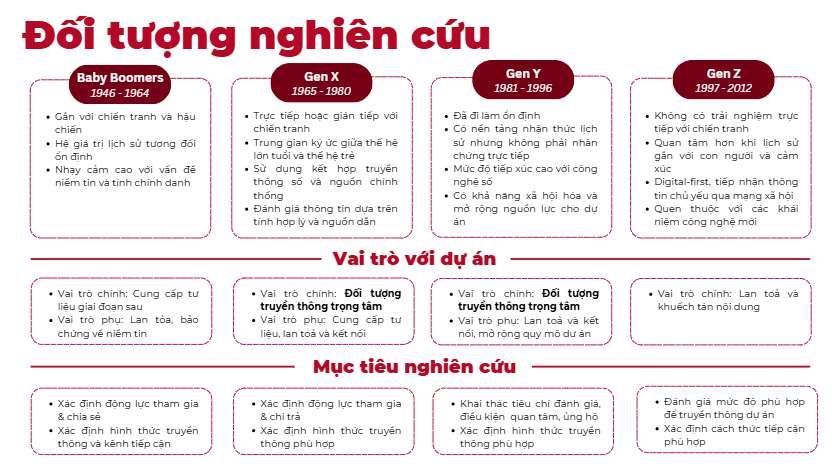 Đối tượng nghiên cứu
Baby Boomers
1946 - 1964
• Gắn với chiến tranh và hậu
chiến
• Hệ giá trị lịch sử tương đối
ổn định
• Nhạy cảm cao với vấn đề
niềm tin và tính chính danh
Gen X
1965 - 1980
• Trực tiếp hoặc gián tiếp với
chiến tranh
• Trung gian ký ức giữa thế hệ
lớn tuổi và thế hệ trẻ
• Sử dụng kết hợp truyền
thông số và nguồn chính
thống
• Đánh giá thông tin dựa trên
tính hợp lý và nguồn dẫn
Gen Y
1981 - 1996
• Đã đi làm ổn định
• Có nền tảng nhận thức lịch
sử nhưng không phải nhân
chứng trực tiếp
• Mức độ tiếp xúc cao với công
nghệ số
• Có khả năng xã hội hóa và
mở rộng nguồn lực cho dự
án
Gen Z
1997 - 2012
• Không có trải nghiệm trực
tiếp với chiến tranh
• Quan tâm hơn khi lịch sử
gắn với con người và cảm
xúc
• Digital-first, tiếp nhận thông
tin chủ yếu qua mạng xã hội
• Quen thuộc với các khái
niệm công nghệ mới
Vai trò với dự án
• Vai trò chính: Cung cấp tư
liệu giai đoạn sau
• Vai trò phụ: Lan tỏa, bảo
chứng về niềm tin
• Vai trò chính: Đối tượng
truyền thông trọng tâm
• Vai trò phụ: Cung cấp tư
liệu, lan toả và kết nối
• Vai trò chính: Đối tượng
truyền thông trọng tâm
• Vai trò phụ: Lan toả và kết
nối, mở rộng quy mô dự án
• Vai trò chính: Lan toả và
khuếch tán nội dung
Mục tiêu nghiên cứu
• Xác định động lực tham gia
& chia sẻ
• Xác định hình thức truyền
thông và kênh tiếp cận
• Xác định động lực tham gia
& chi trả
• Xác định hình thức truyền
thông phù hợp
• Khai thác tiêu chí đánh giá,
điều kiện quan tâm, ủng hộ
• Xác định hình thức truyền
thông phù hợp
• Đánh giá mức độ phù hợp
để truyền thông dự án
• Xác định cách thức tiếp cận
phù hợp